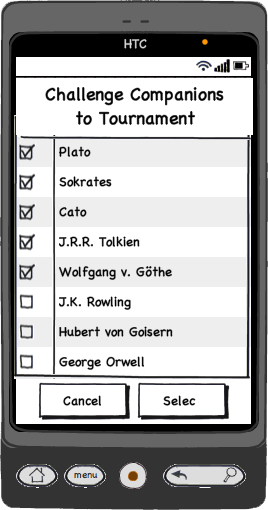 HTC
Challenge Companions
to Tournament
Plato
Sokrates
Cato
J.R.R. Tolkien
Wolfgang v. Göthe
J.K. Rowling
Hubert von Goisern
George Orwell
Cancel
Selec
menu